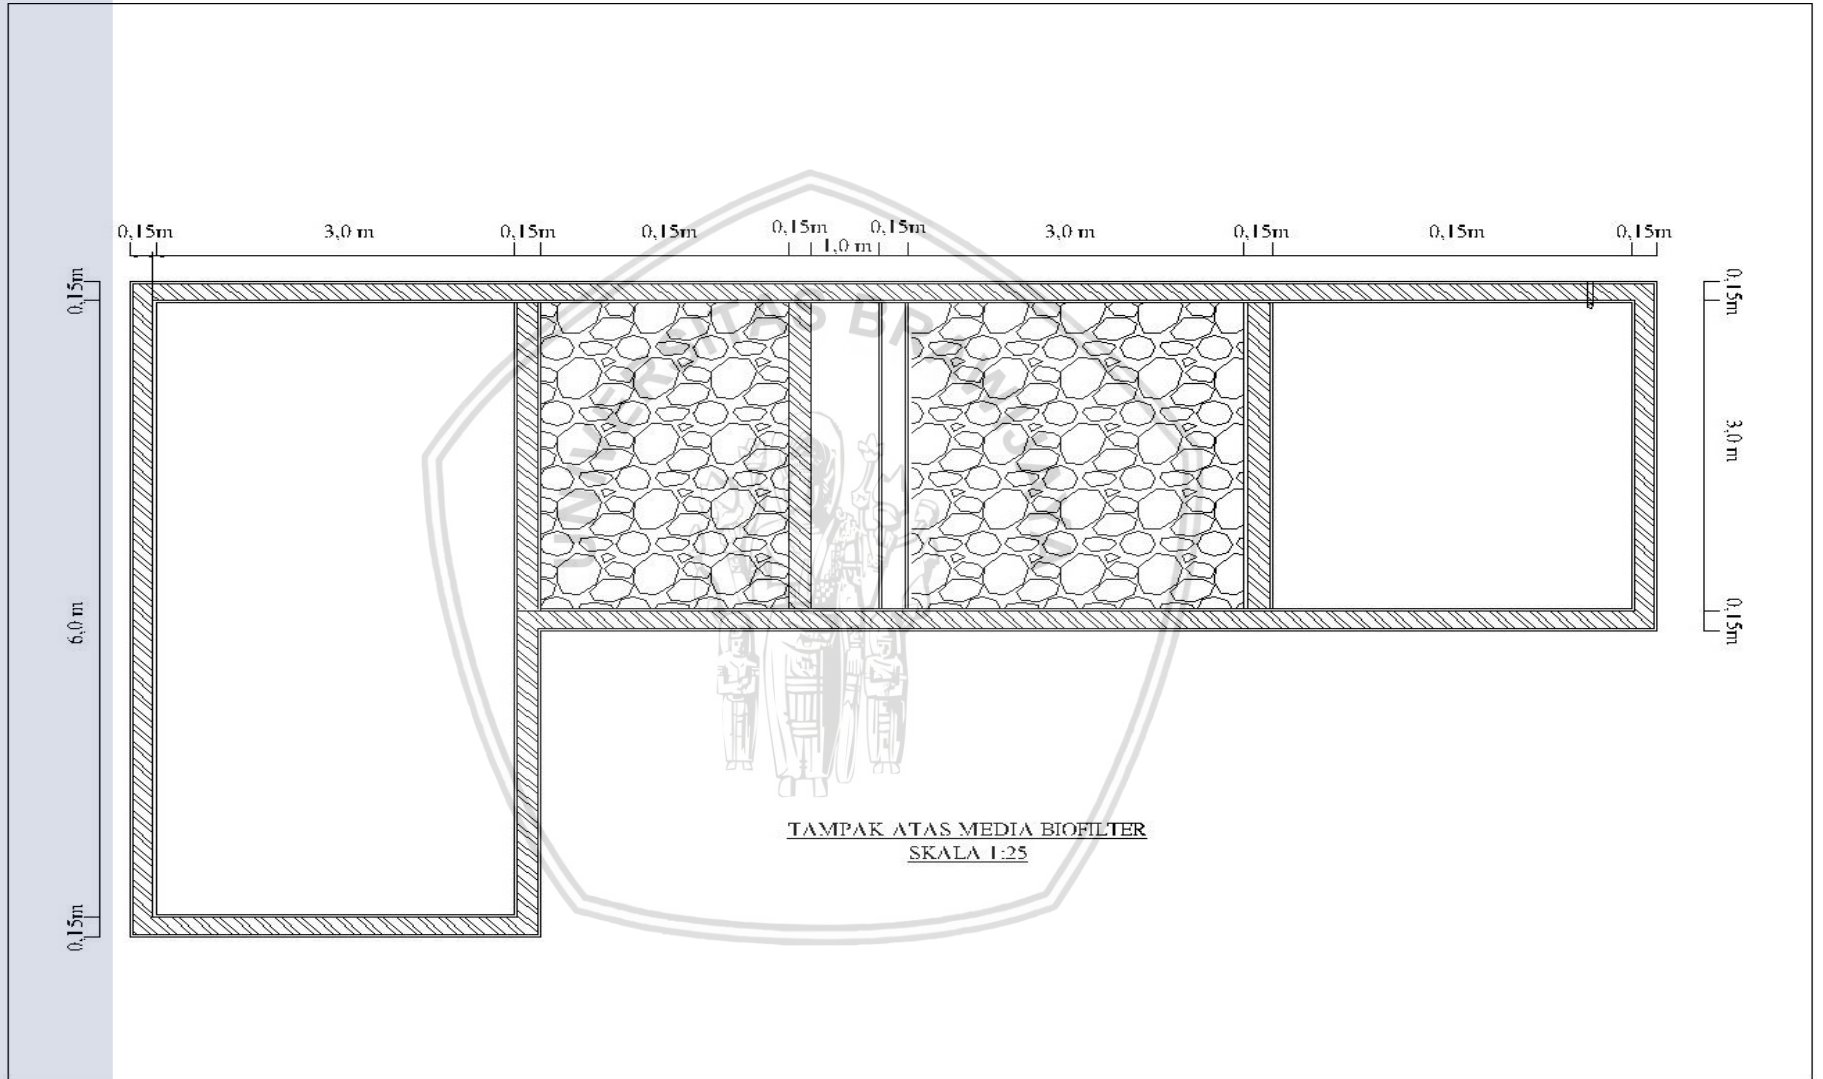 0,15m 3,0 m 0,15m 0,15m 0,15m 1,0 m 0,15m 3,0 m 0,15m 0,15m 0,15m
0,15m
6,0 m
0,15m
0,15m
3,0 m
0,15m
UNIVERSITAS BRAWIJAYA
TAMPAK ATAS MEDIA BIOFILTER
SKALA 1:25